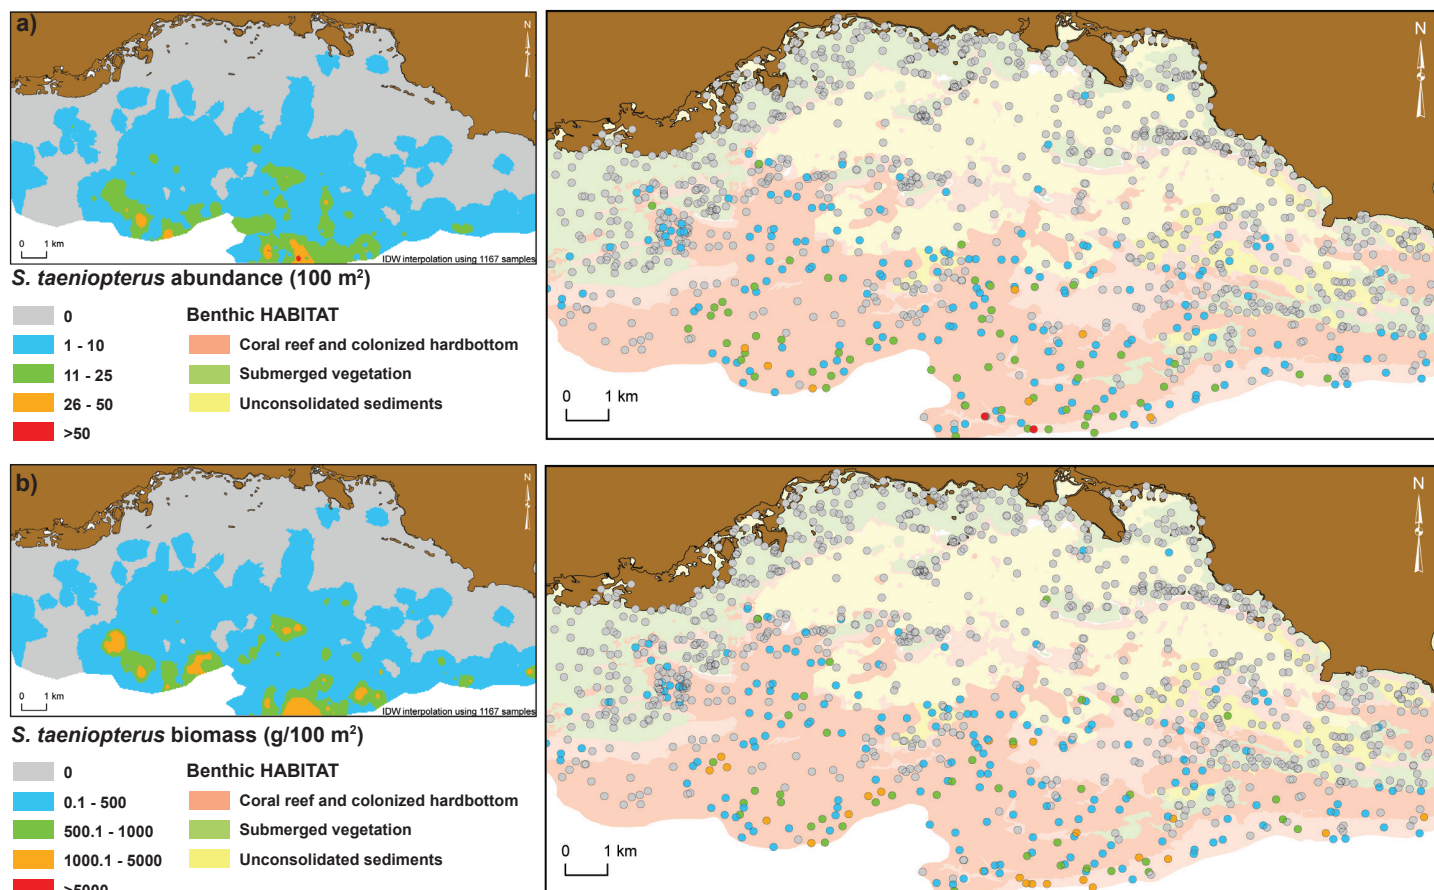 a)
N
N
0 1 km
IDW interpolation using 1167 samples
S. taeniopterus abundance (100 m²)
0
1 - 10
11 - 25
26 - 50
>50
Benthic HABITAT
Coral reef and colonized hardbottom
Submerged vegetation
Unconsolidated sediments
0 1 km
b)
N
N
0 1 km
IDW interpolation using 1167 samples
S. taeniopterus biomass (g/100 m²)
0
0.1 - 500
500.1 - 1000
1000.1 - 5000
>5000
Benthic HABITAT
Coral reef and colonized hardbottom
Submerged vegetation
Unconsolidated sediments
0 1 km